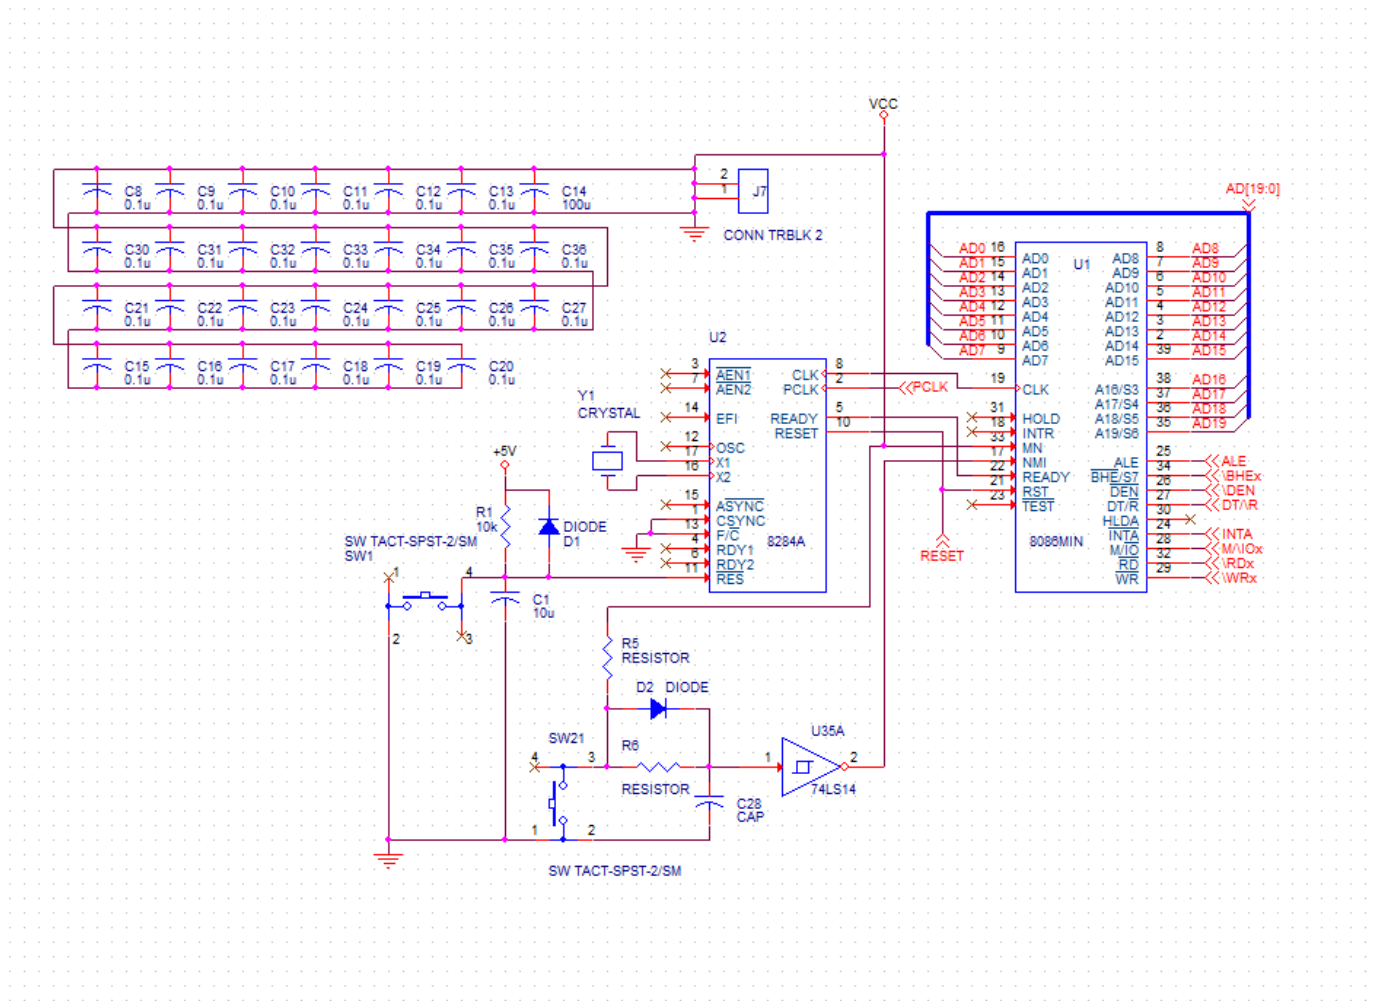 VCC
C8 C9 C10 C11 C12 C13 C14
0.1u 0.1u 0.1u 0.1u 0.1u 0.1u 100u
2
1
J7
CONN TRBLK 2
C30 C31 C32 C33 C34 C35 C36
0.1u 0.1u 0.1u 0.1u 0.1u 0.1u 0.1u
C21 C22 C23 C24 C25 C26 C27
0.1u 0.1u 0.1u 0.1u 0.1u 0.1u 0.1u
C15 C16 C17 C18 C19 C20
0.1u 0.1u 0.1u 0.1u 0.1u 0.1u
AD[19:0]
U1
AD0 16 AD0 AD8 8 AD8
AD1 15 AD1 AD9 7 AD9
AD2 14 AD2 AD10 6 AD10
AD3 13 AD3 AD11 5 AD11
AD4 12 AD4 AD12 4 AD12
AD5 11 AD5 AD13 3 AD13
AD6 10 AD6 AD14 2 AD14
AD7 9 AD7 AD15 39 AD15
19 CLK A16/S3 38 AD16
A17/S4 37 AD17
31 HOLD A18/S5 36 AD18
18 INTR A19/S6 35 AD19
33 MN
17 NMI ALE 25 ALE
22 READY BHE/S7 34 \BHEx
21 RST DEN 26 \DEN
23 TEST DT/R 27 DT/\R
HLDA 30
INTA 24 INTA
8086MIN M/IO 28 M/\IOx
RD 32 \RDx
WR 29 \WRx
U2
3 AEN1 CLK 8
7 AEN2 PCLK 2 PCLK
14 EFI READY 5
RESET 10
12 OSC
17 X1
16 X2
15 ASYNC
1 CSYNC
13 F/C
4 RDY1
6 RDY2
11 RES
8284A
RESET
Y1
CRYSTAL
+5V
R1
10k
DIODE
D1
SW TACT-SPST-2/SM
SW1
1 4
2 3
C1
10u
R5
RESISTOR
D2 DIODE
SW21
4 3
1 2
SW TACT-SPST-2/SM
R6
RESISTOR
C28
CAP
U35A
1 2
74LS14